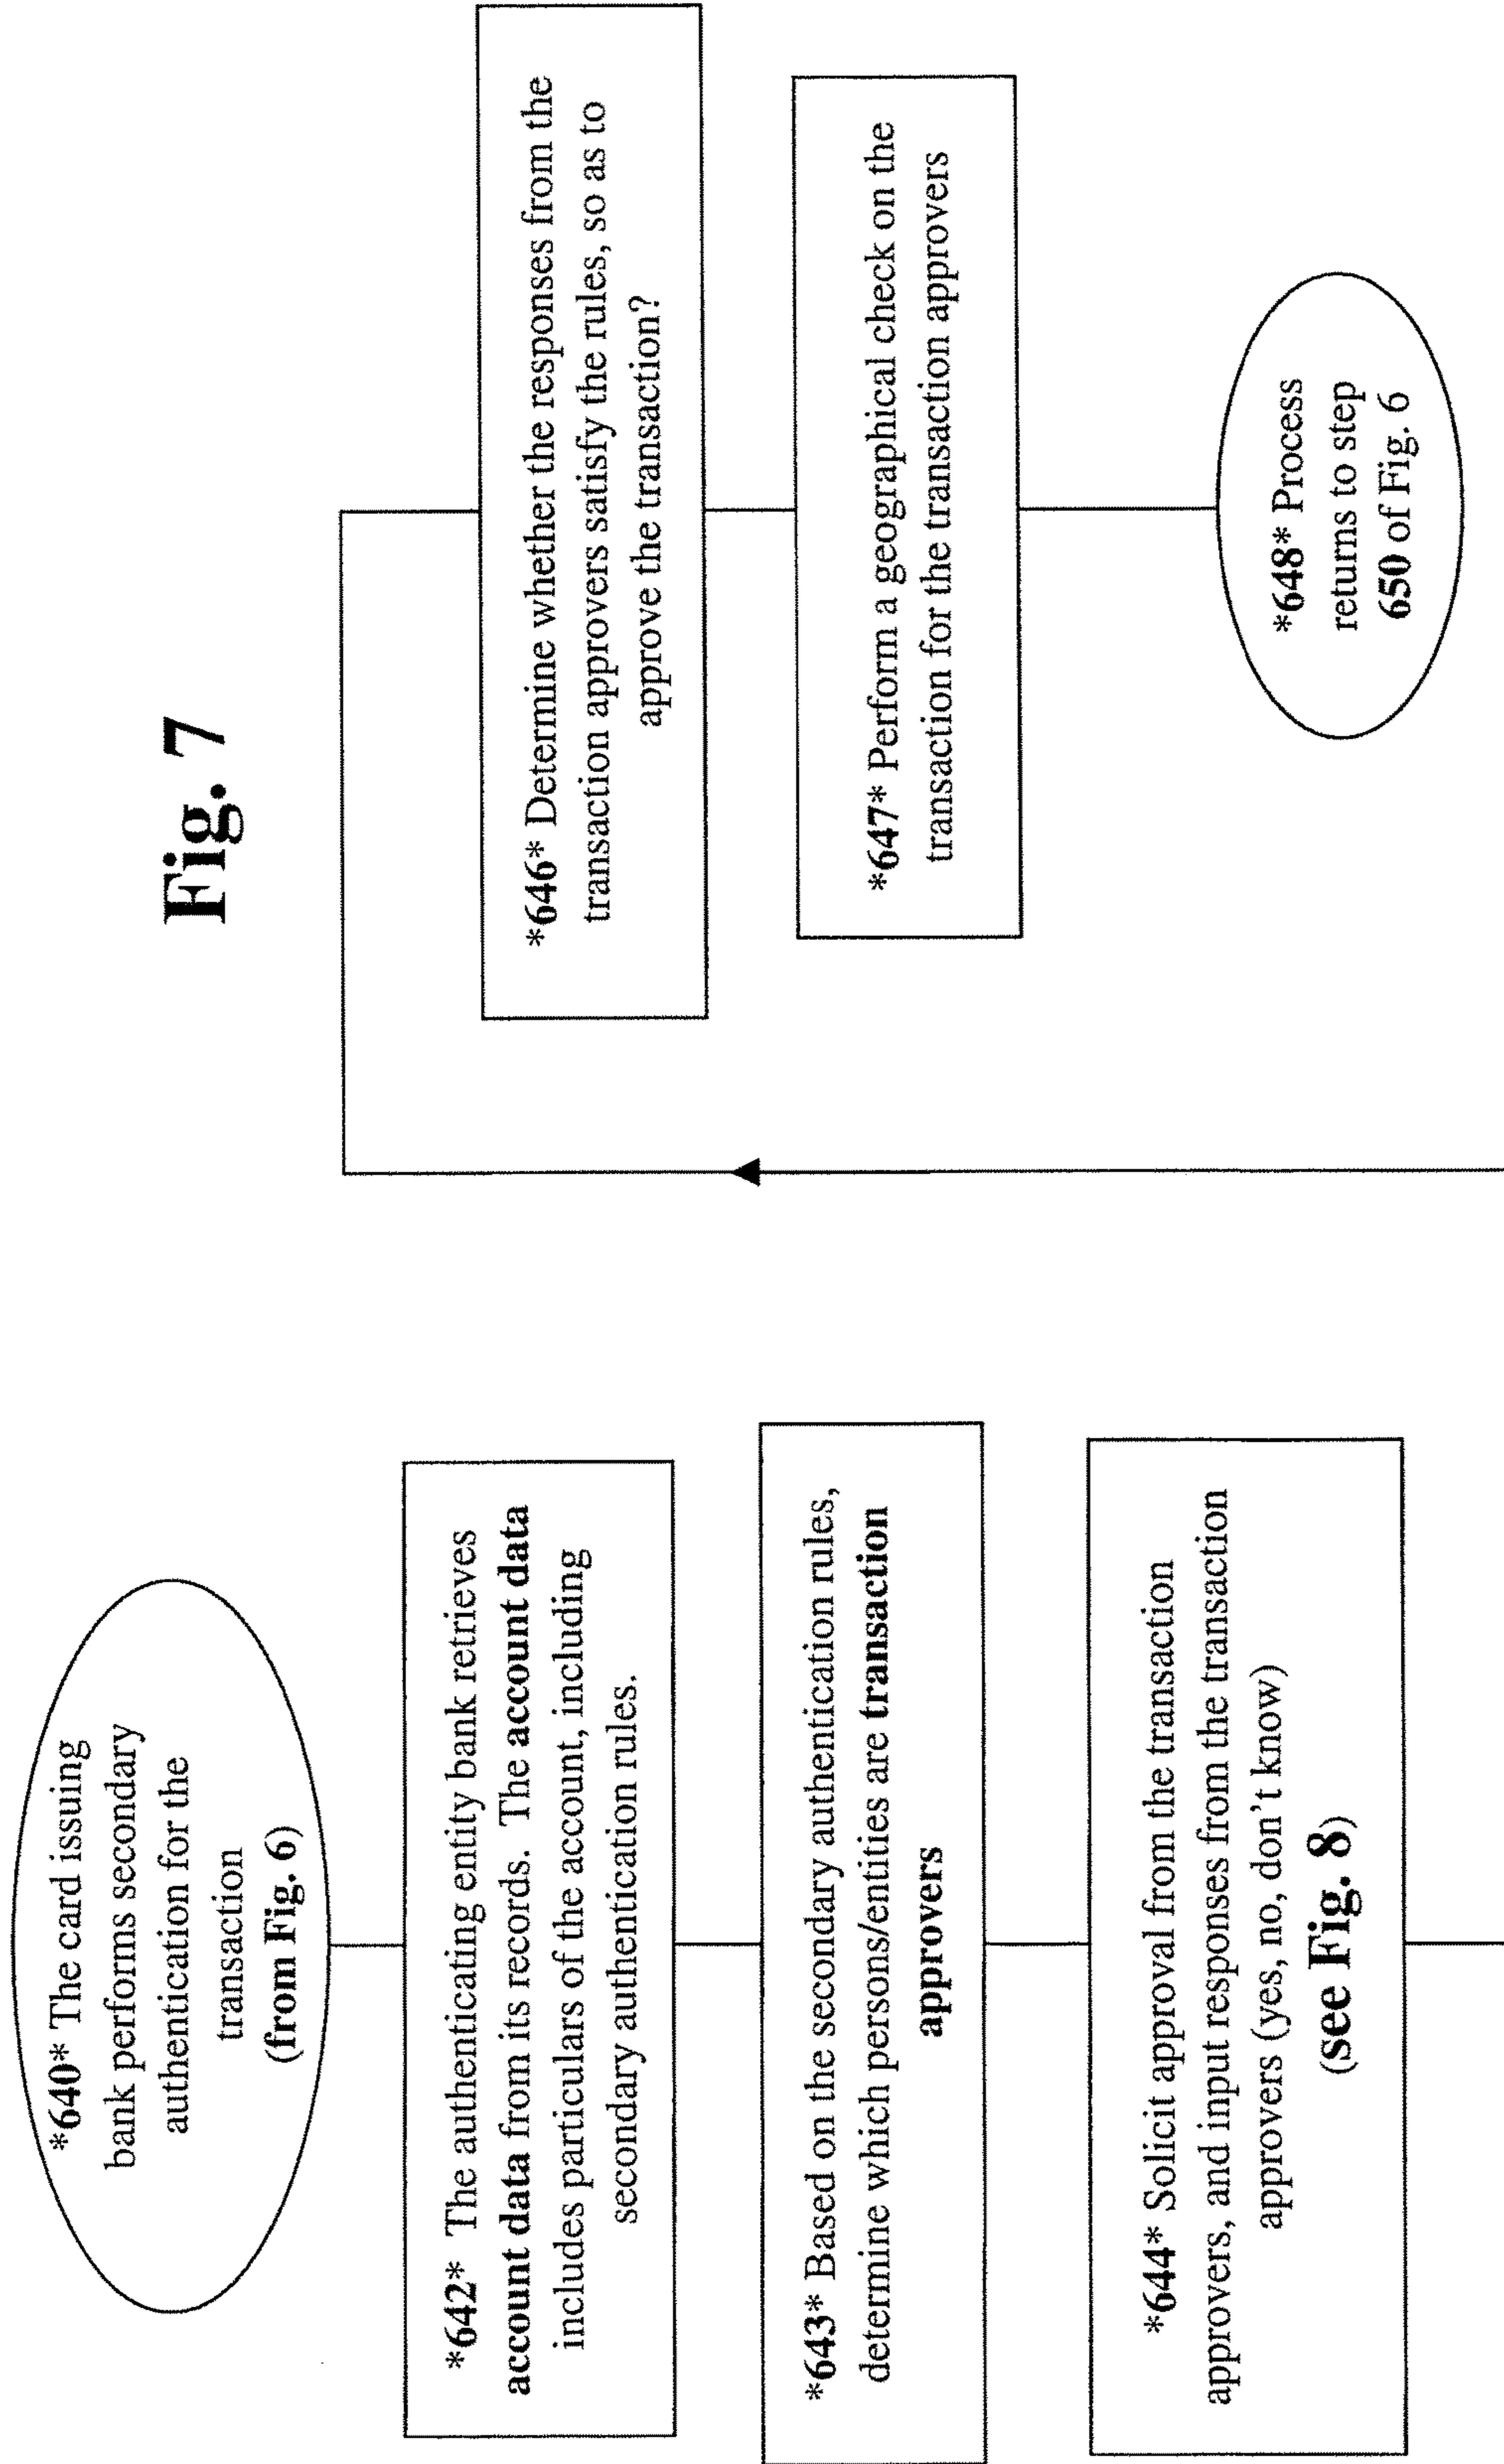 Fig. 7
*640* The card issuing
bank performs secondary
authentication for the
transaction
(from Fig. 6)
*642* The authenticating entity bank retrieves
account data from its records. The account data
includes particulars of the account, including
secondary authentication rules.
*643* Based on the secondary authentication rules,
determine which persons/entities are transaction
approvers
*644* Solicit approval from the transaction
approvers, and input responses from the transaction
approvers (yes, no, don't know)
(see Fig. 8)
*646* Determine whether the responses from the
transaction approvers satisfy the rules, so as to
approve the transaction?
*647* Perform a geographical check on the
transaction for the transaction approvers
*648* Process
returns to step
650 of Fig. 6